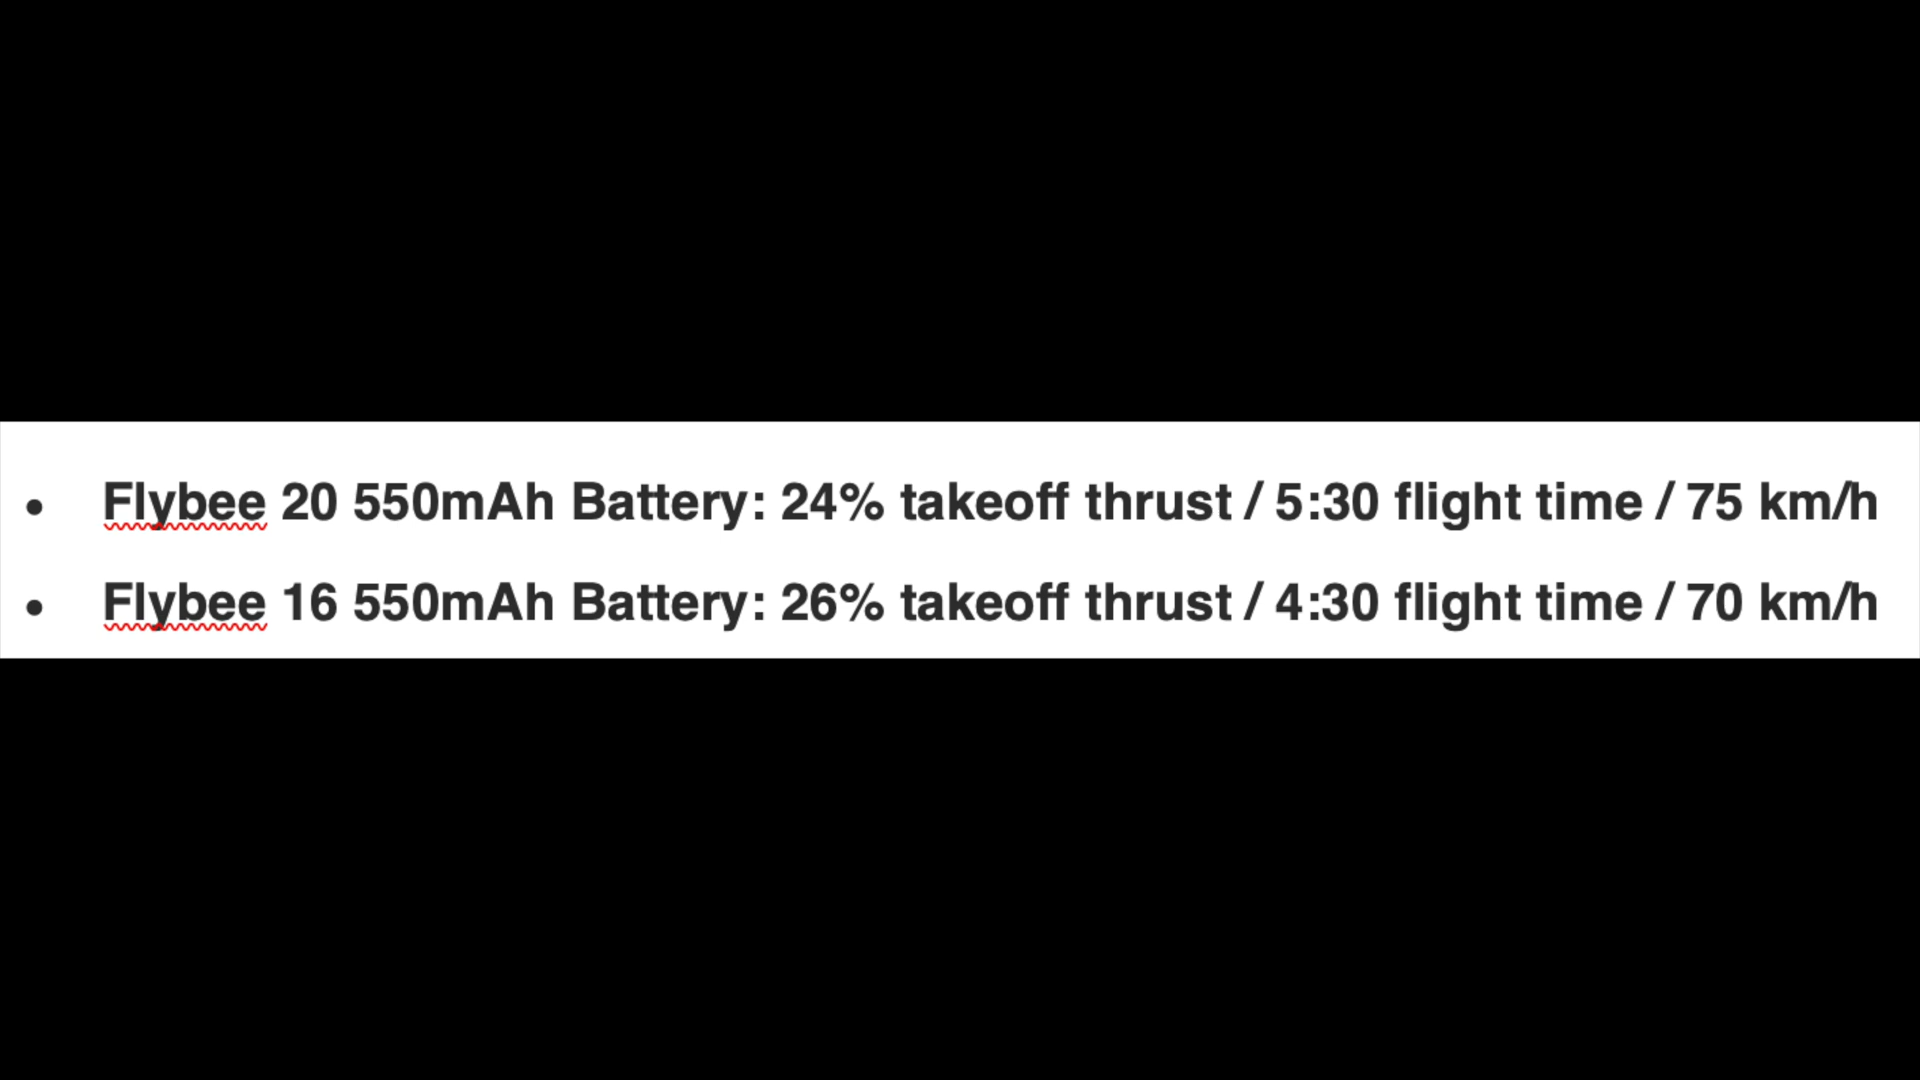 • Flybee 20 550mAh Battery: 24% takeoff thrust / 5:30 flight time / 75 km/h
• Flybee 16 550mAh Battery: 26% takeoff thrust / 4:30 flight time / 70 km/h